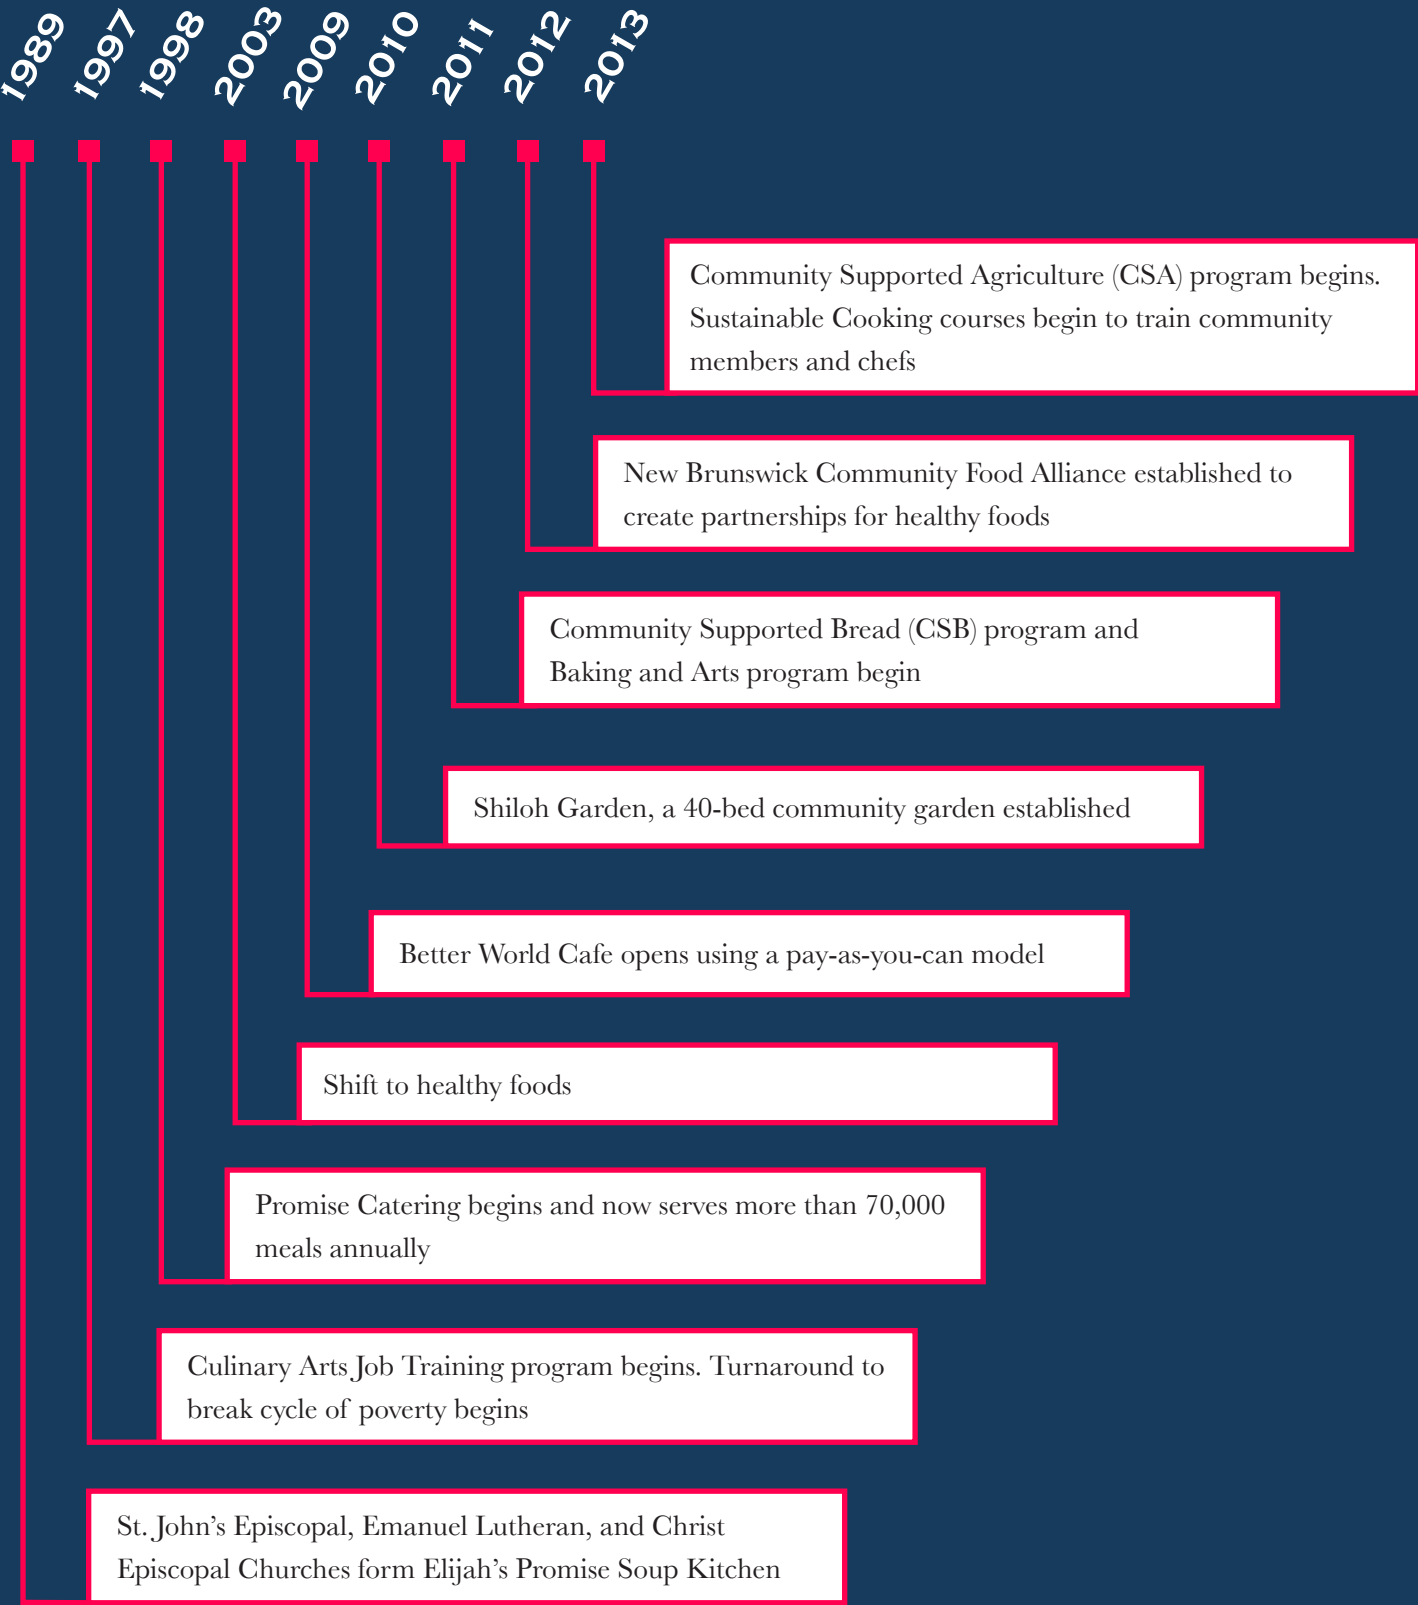 1989
1997
1998
2003
2009
2010
2011
2012
2013
Community Supported Agriculture (CSA) program begins.
Sustainable Cooking courses begin to train community
members and chefs
New Brunswick Community Food Alliance established to
create partnerships for healthy foods
Community Supported Bread (CSB) program and
Baking and Arts program begin
Shiloh Garden, a 40-bed community garden established
Better World Cafe opens using a pay-as-you-can model
Shift to healthy foods
Promise Catering begins and now serves more than 70,000
meals annually
Culinary Arts Job Training program begins. Turnaround to
break cycle of poverty begins
St. John’s Episcopal, Emanuel Lutheran, and Christ
Episcopal Churches form Elijah’s Promise Soup Kitchen